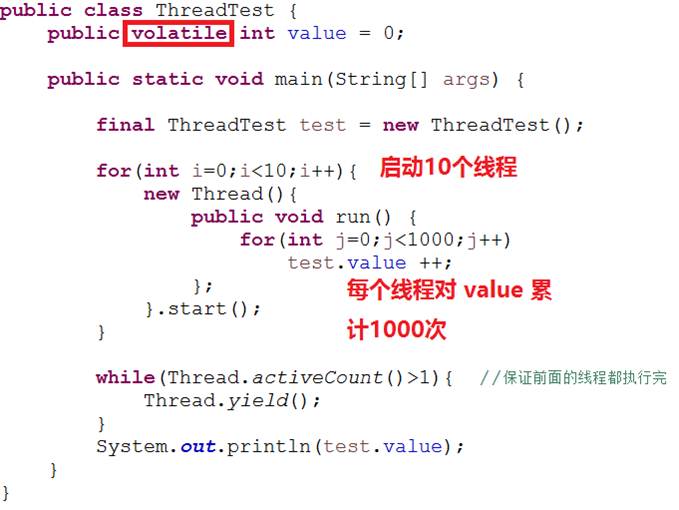 public class ThreadTest {
public volatile int value = 0;
public static void main(String[] args) {
final ThreadTest test = new ThreadTest();
for(int i=0;i<10;i++){ 启动10个线程
new Thread(){
public void run() {
for(int j=0;j<1000;j++)
test.value ++;
}; 每个线程对 value 累
}.start(); 计1000次
}
while(Thread.activeCount()>1){ //保证前面的线程都执行完
Thread.yield();
}
System.out.println(test.value);
}
}